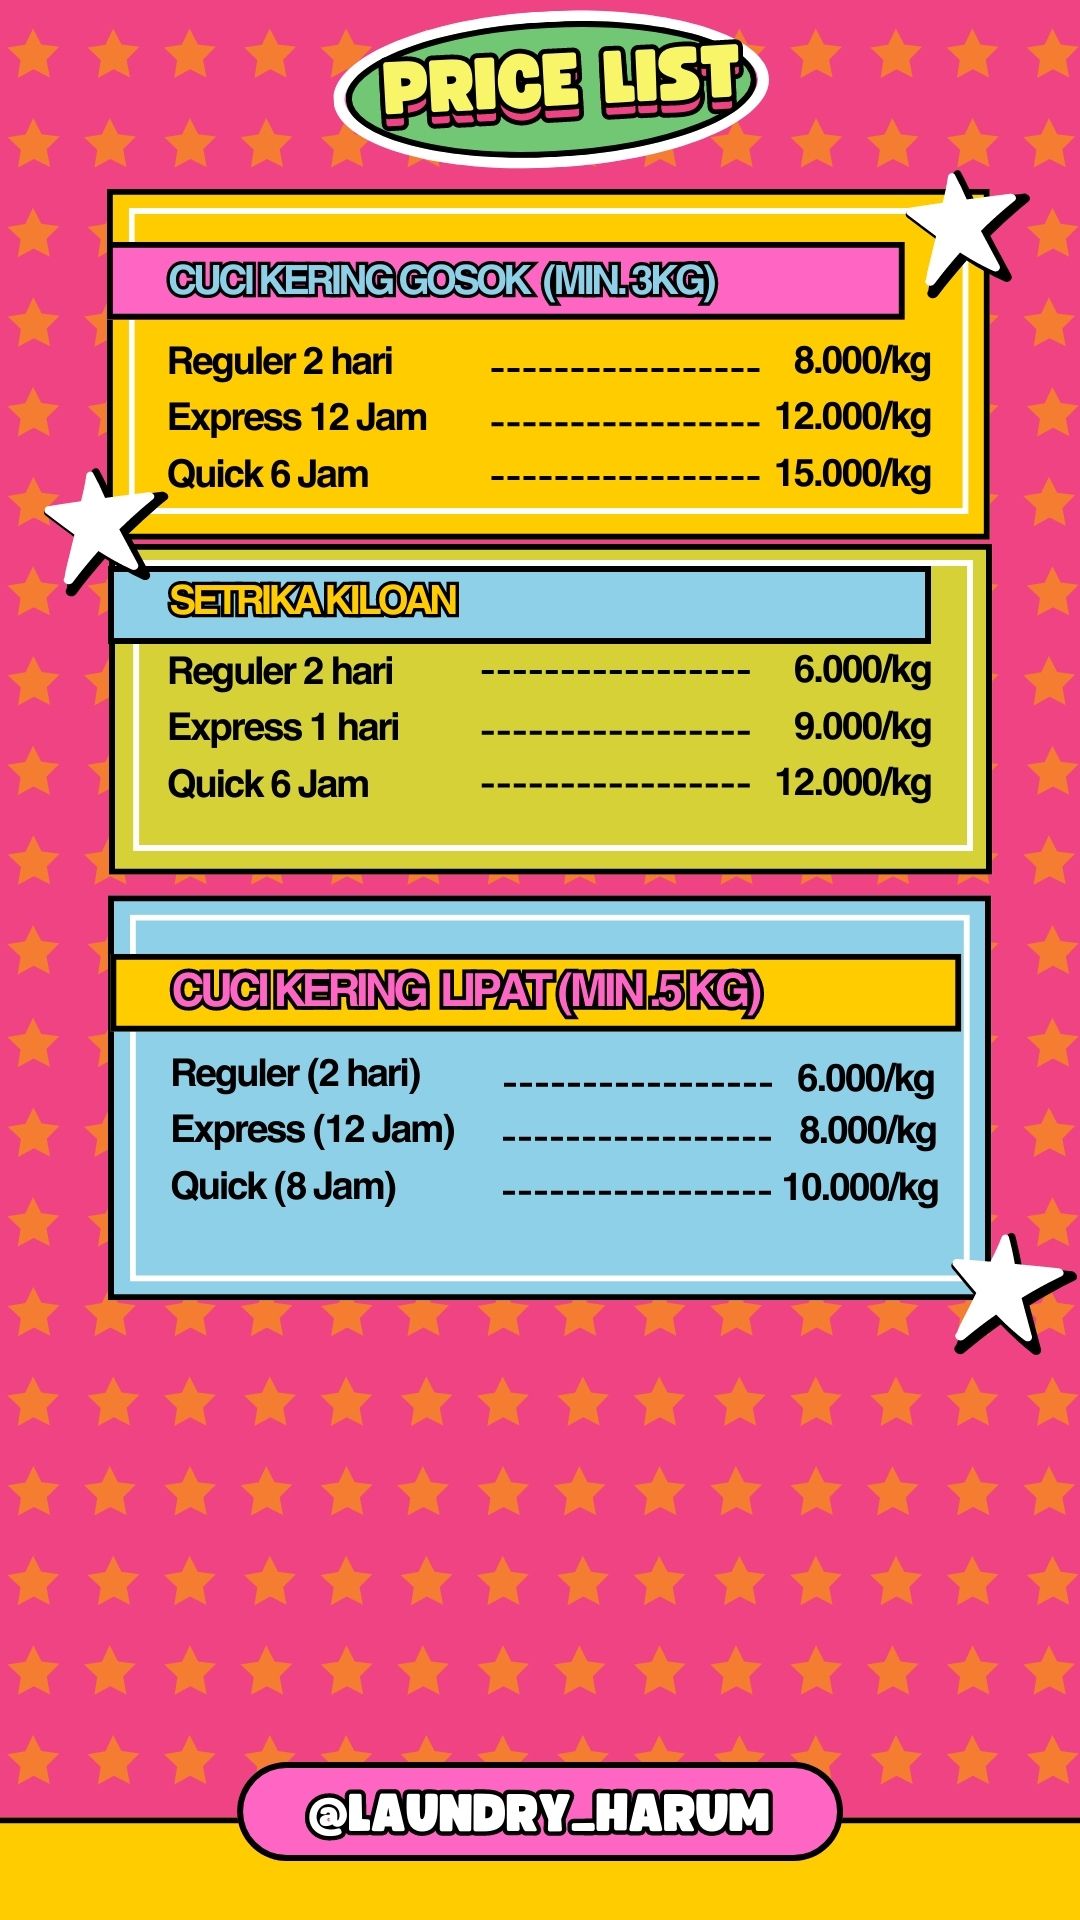 PRICE LIST
CUCI KERING GOSOK (MIN. 3KG)
Reguler 2 hari ----------------- 8.000/kg
Express 12 Jam ----------------- 12.000/kg
Quick 6 Jam ----------------- 15.000/kg
SETRIKA KILOAN
Reguler 2 hari ----------------- 6.000/kg
Express 1 hari ----------------- 9.000/kg
Quick 6 Jam ----------------- 12.000/kg
CUCI KERING LIPAT (MIN .5 KG)
Reguler (2 hari) ----------------- 6.000/kg
Express (12 Jam) ----------------- 8.000/kg
Quick (8 Jam) ----------------- 10.000/kg
@LAUNDRY_HARUM